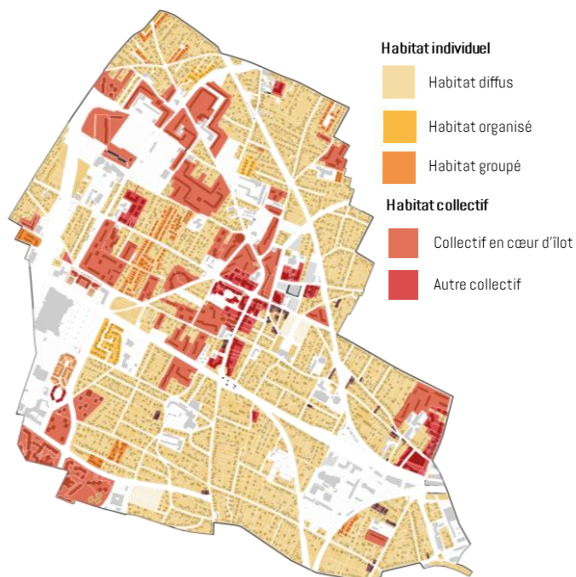 Habitat individuel
Habitat diffus
Habitat organisé
Habitat groupé
Habitat collectif
Collectif en cœur d'îlot
Autre collectif